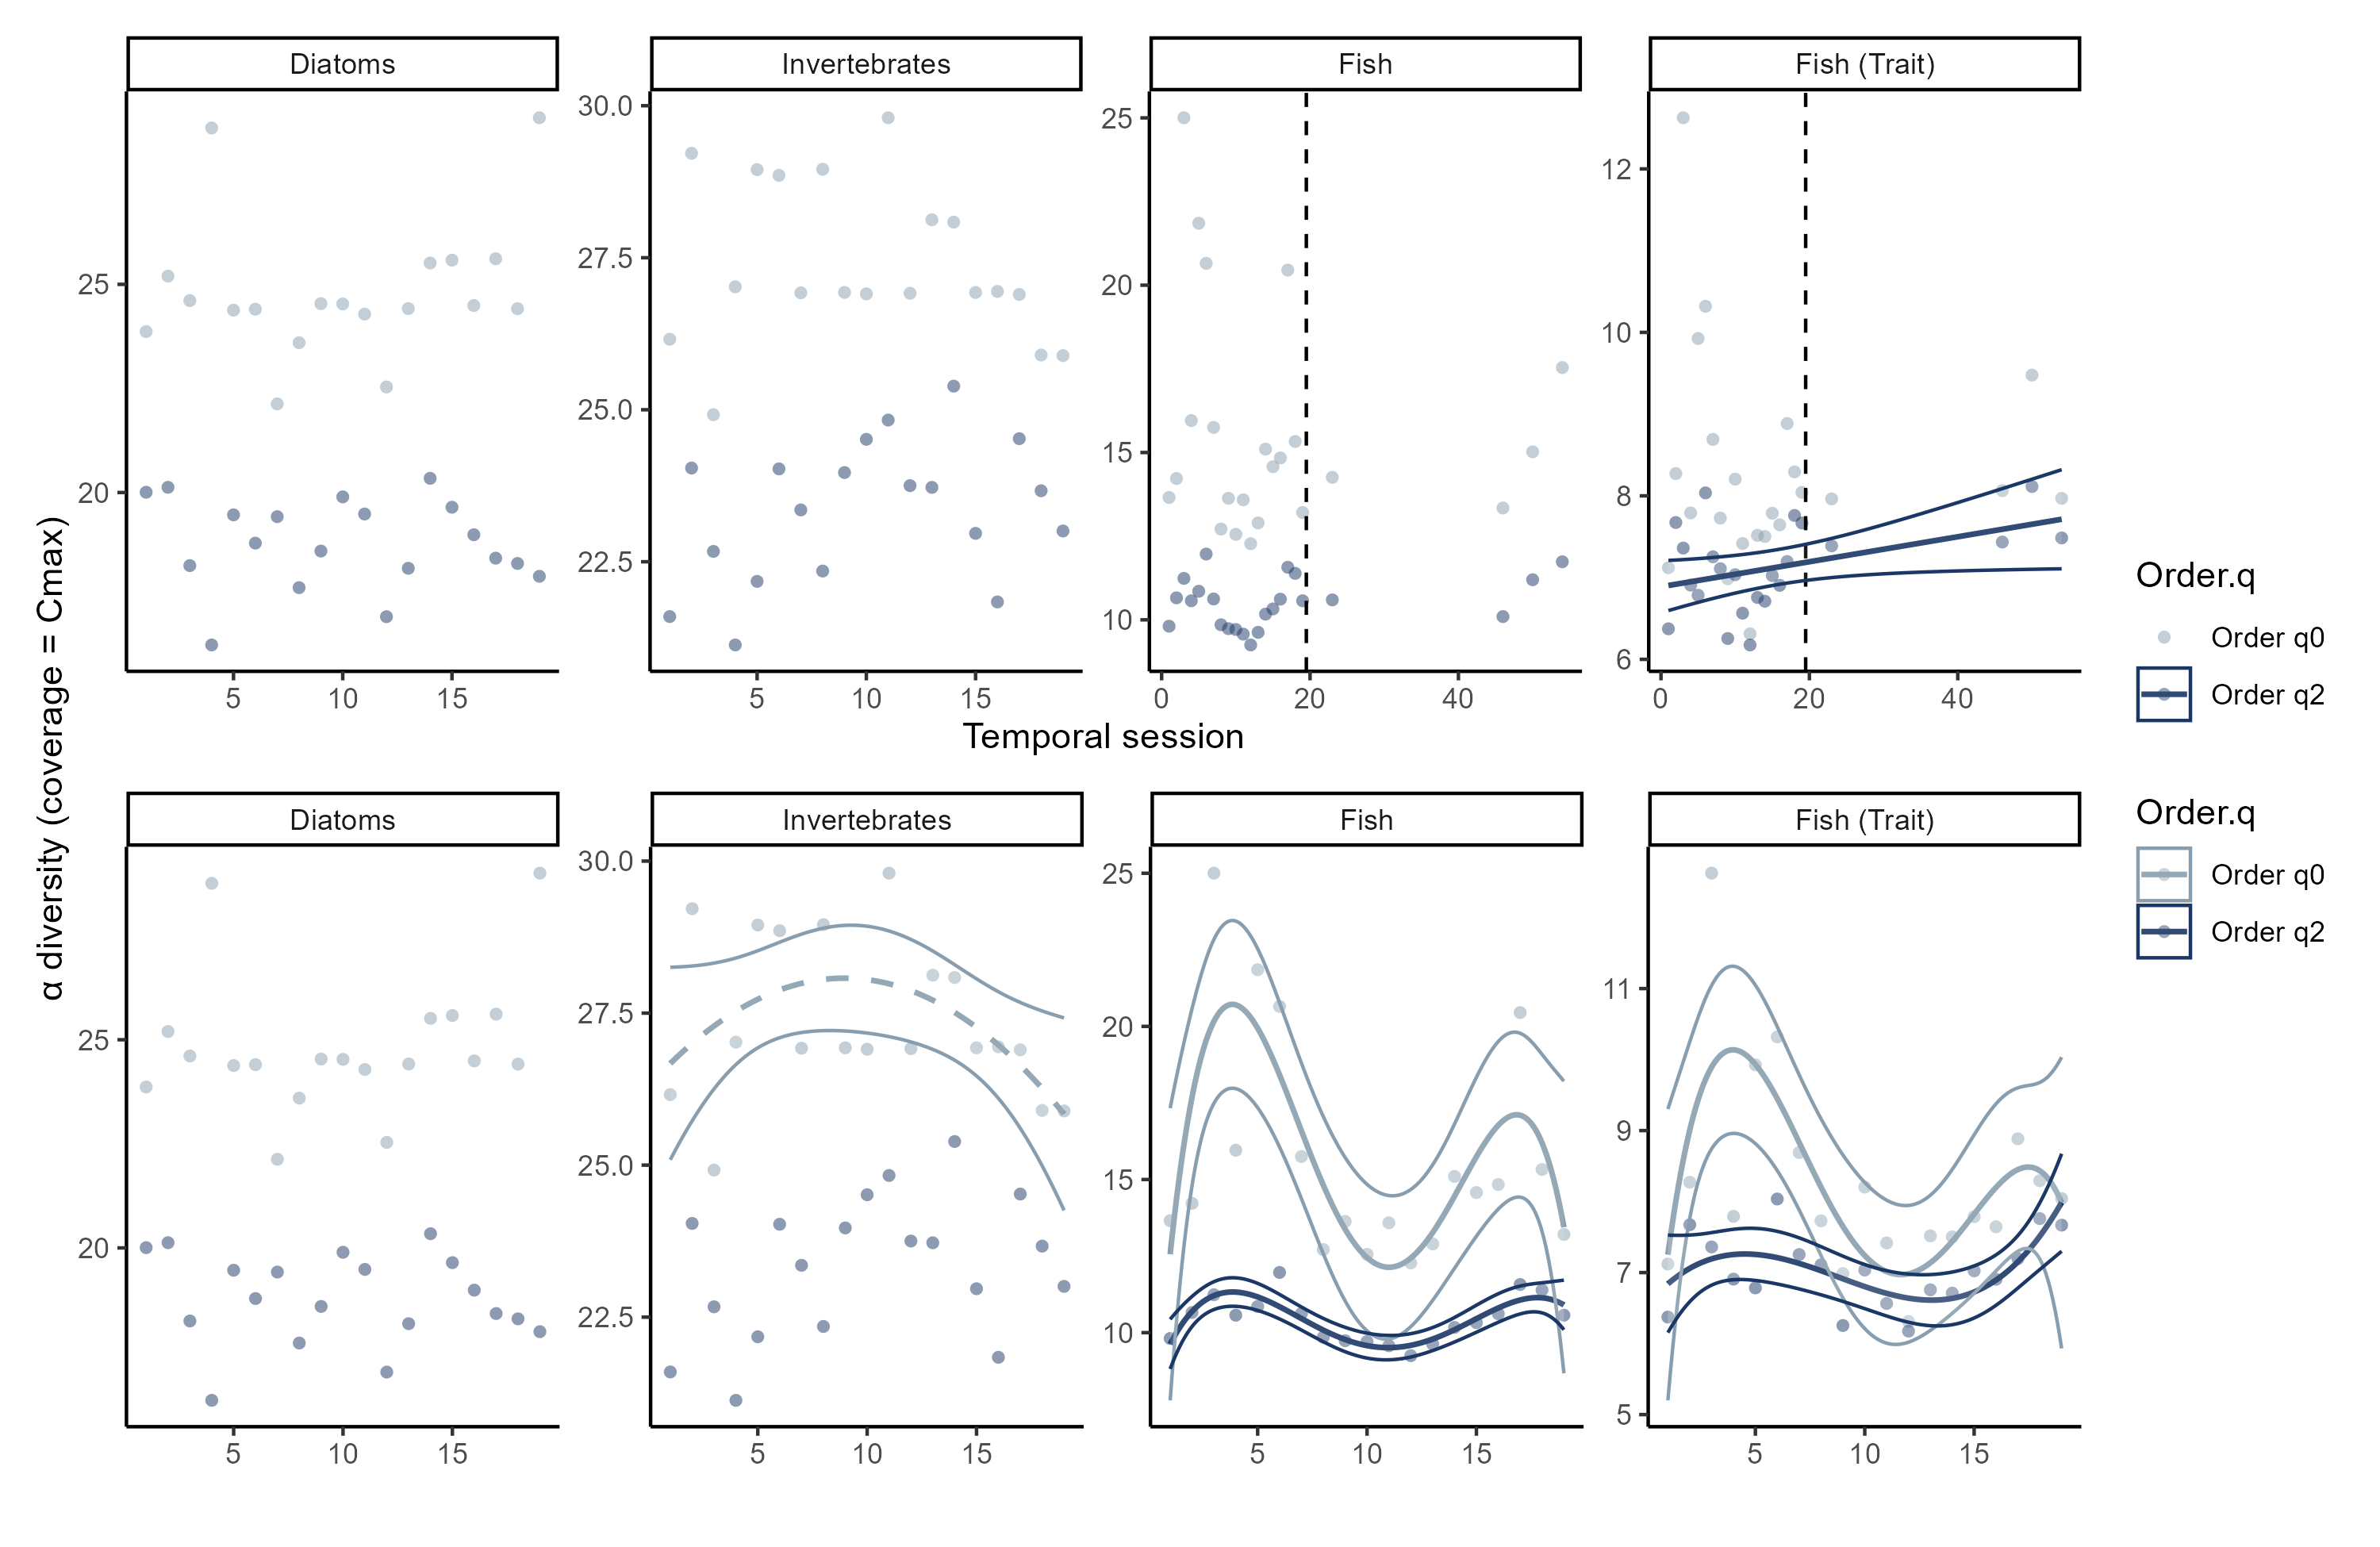 Diatoms
Invertebrates
Fish
Fish (Trait)
25
20
30.0
27.5
25.0
22.5
25
20
15
10
12
10
8
6
5 10 15
5 10 15
0 20 40
0 20 40
Temporal session
α diversity (coverage = Cmax)
Order.q
Order q0
Order q2
Diatoms
Invertebrates
Fish
Fish (Trait)
25
20
30.0
27.5
25.0
22.5
25
20
15
10
11
9
7
5
5 10 15
5 10 15
5 10 15
5 10 15
Order.q
Order q0
Order q2